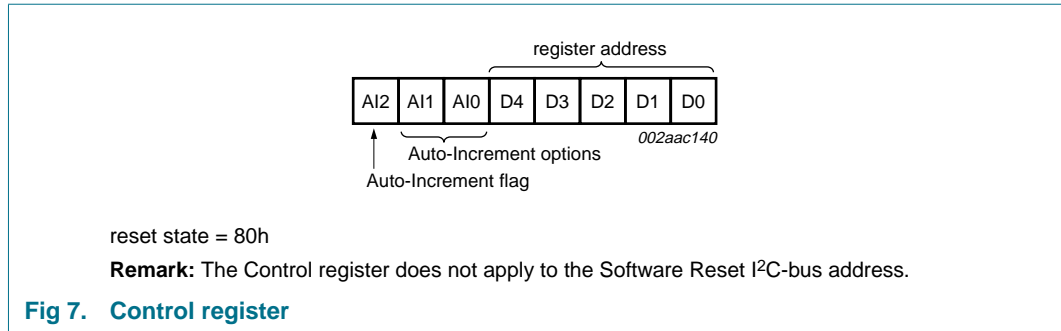 register address
AI2 AI1 AI0 D4 D3 D2 D1 D0
002aac140
Auto-Increment options
Auto-Increment flag
reset state = 80h
Remark: The Control register does not apply to the Software Reset I²C-bus address.
Fig 7. Control register